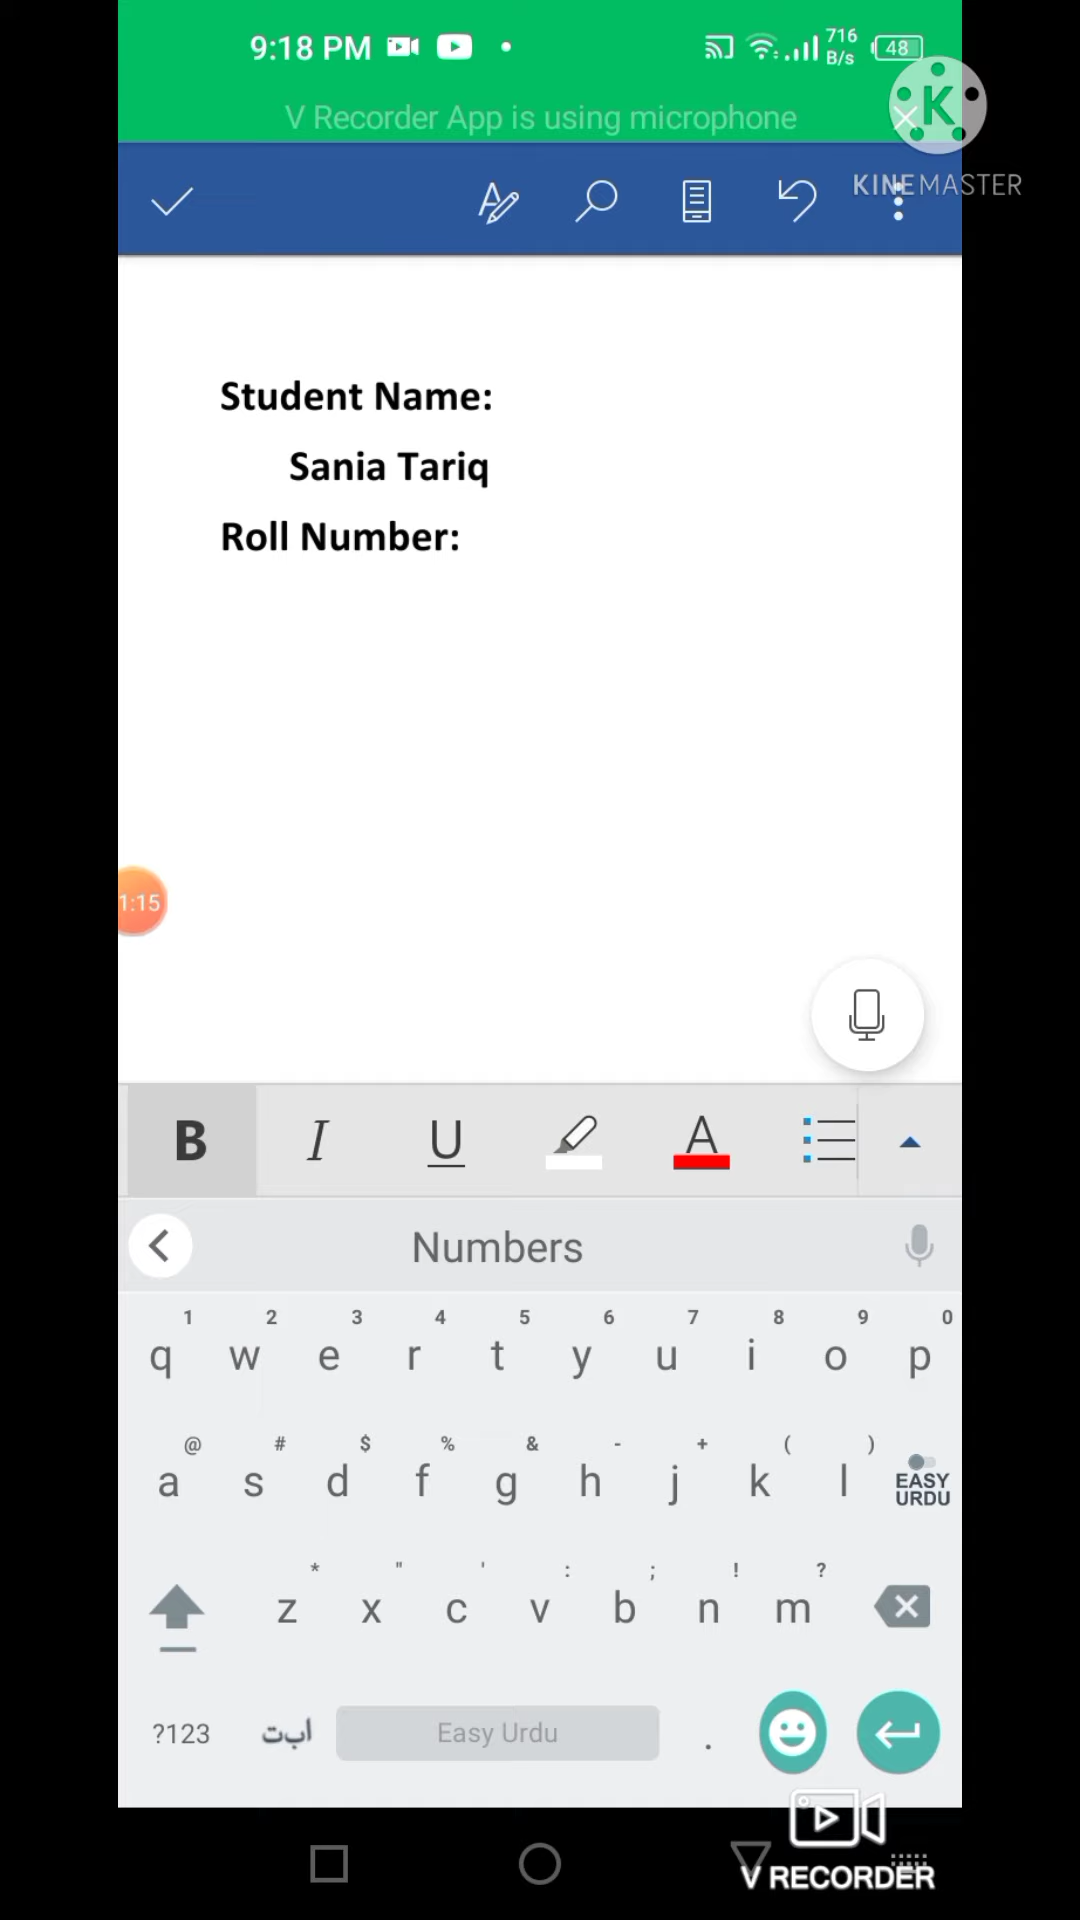 9:18 PM
716 B/s
48
V Recorder App is using microphone
K
KINEMASTER
Student Name:
Sania Tariq
Roll Number:
1:15
B I U A
Numbers
1 2 3 4 5 6 7 8 9 0
q w e r t y u i o p
@ # $ % & - + ( )
a s d f g h j k l
EASY
URDU
* " ' : ; ! ?
z x c v b n m
?123 ابت Easy Urdu .
V RECORDER